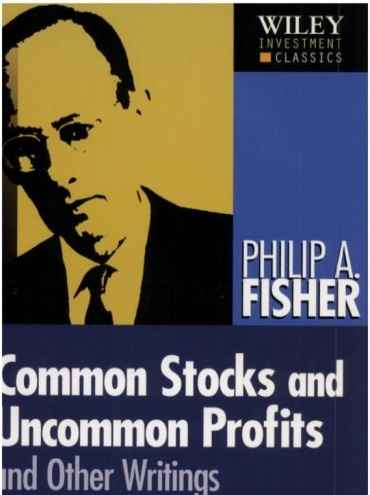 WILEY
INVESTMENT
CLASSICS
PHILIP A.
FISHER
Common Stocks and
Uncommon Profits
and Other Writings